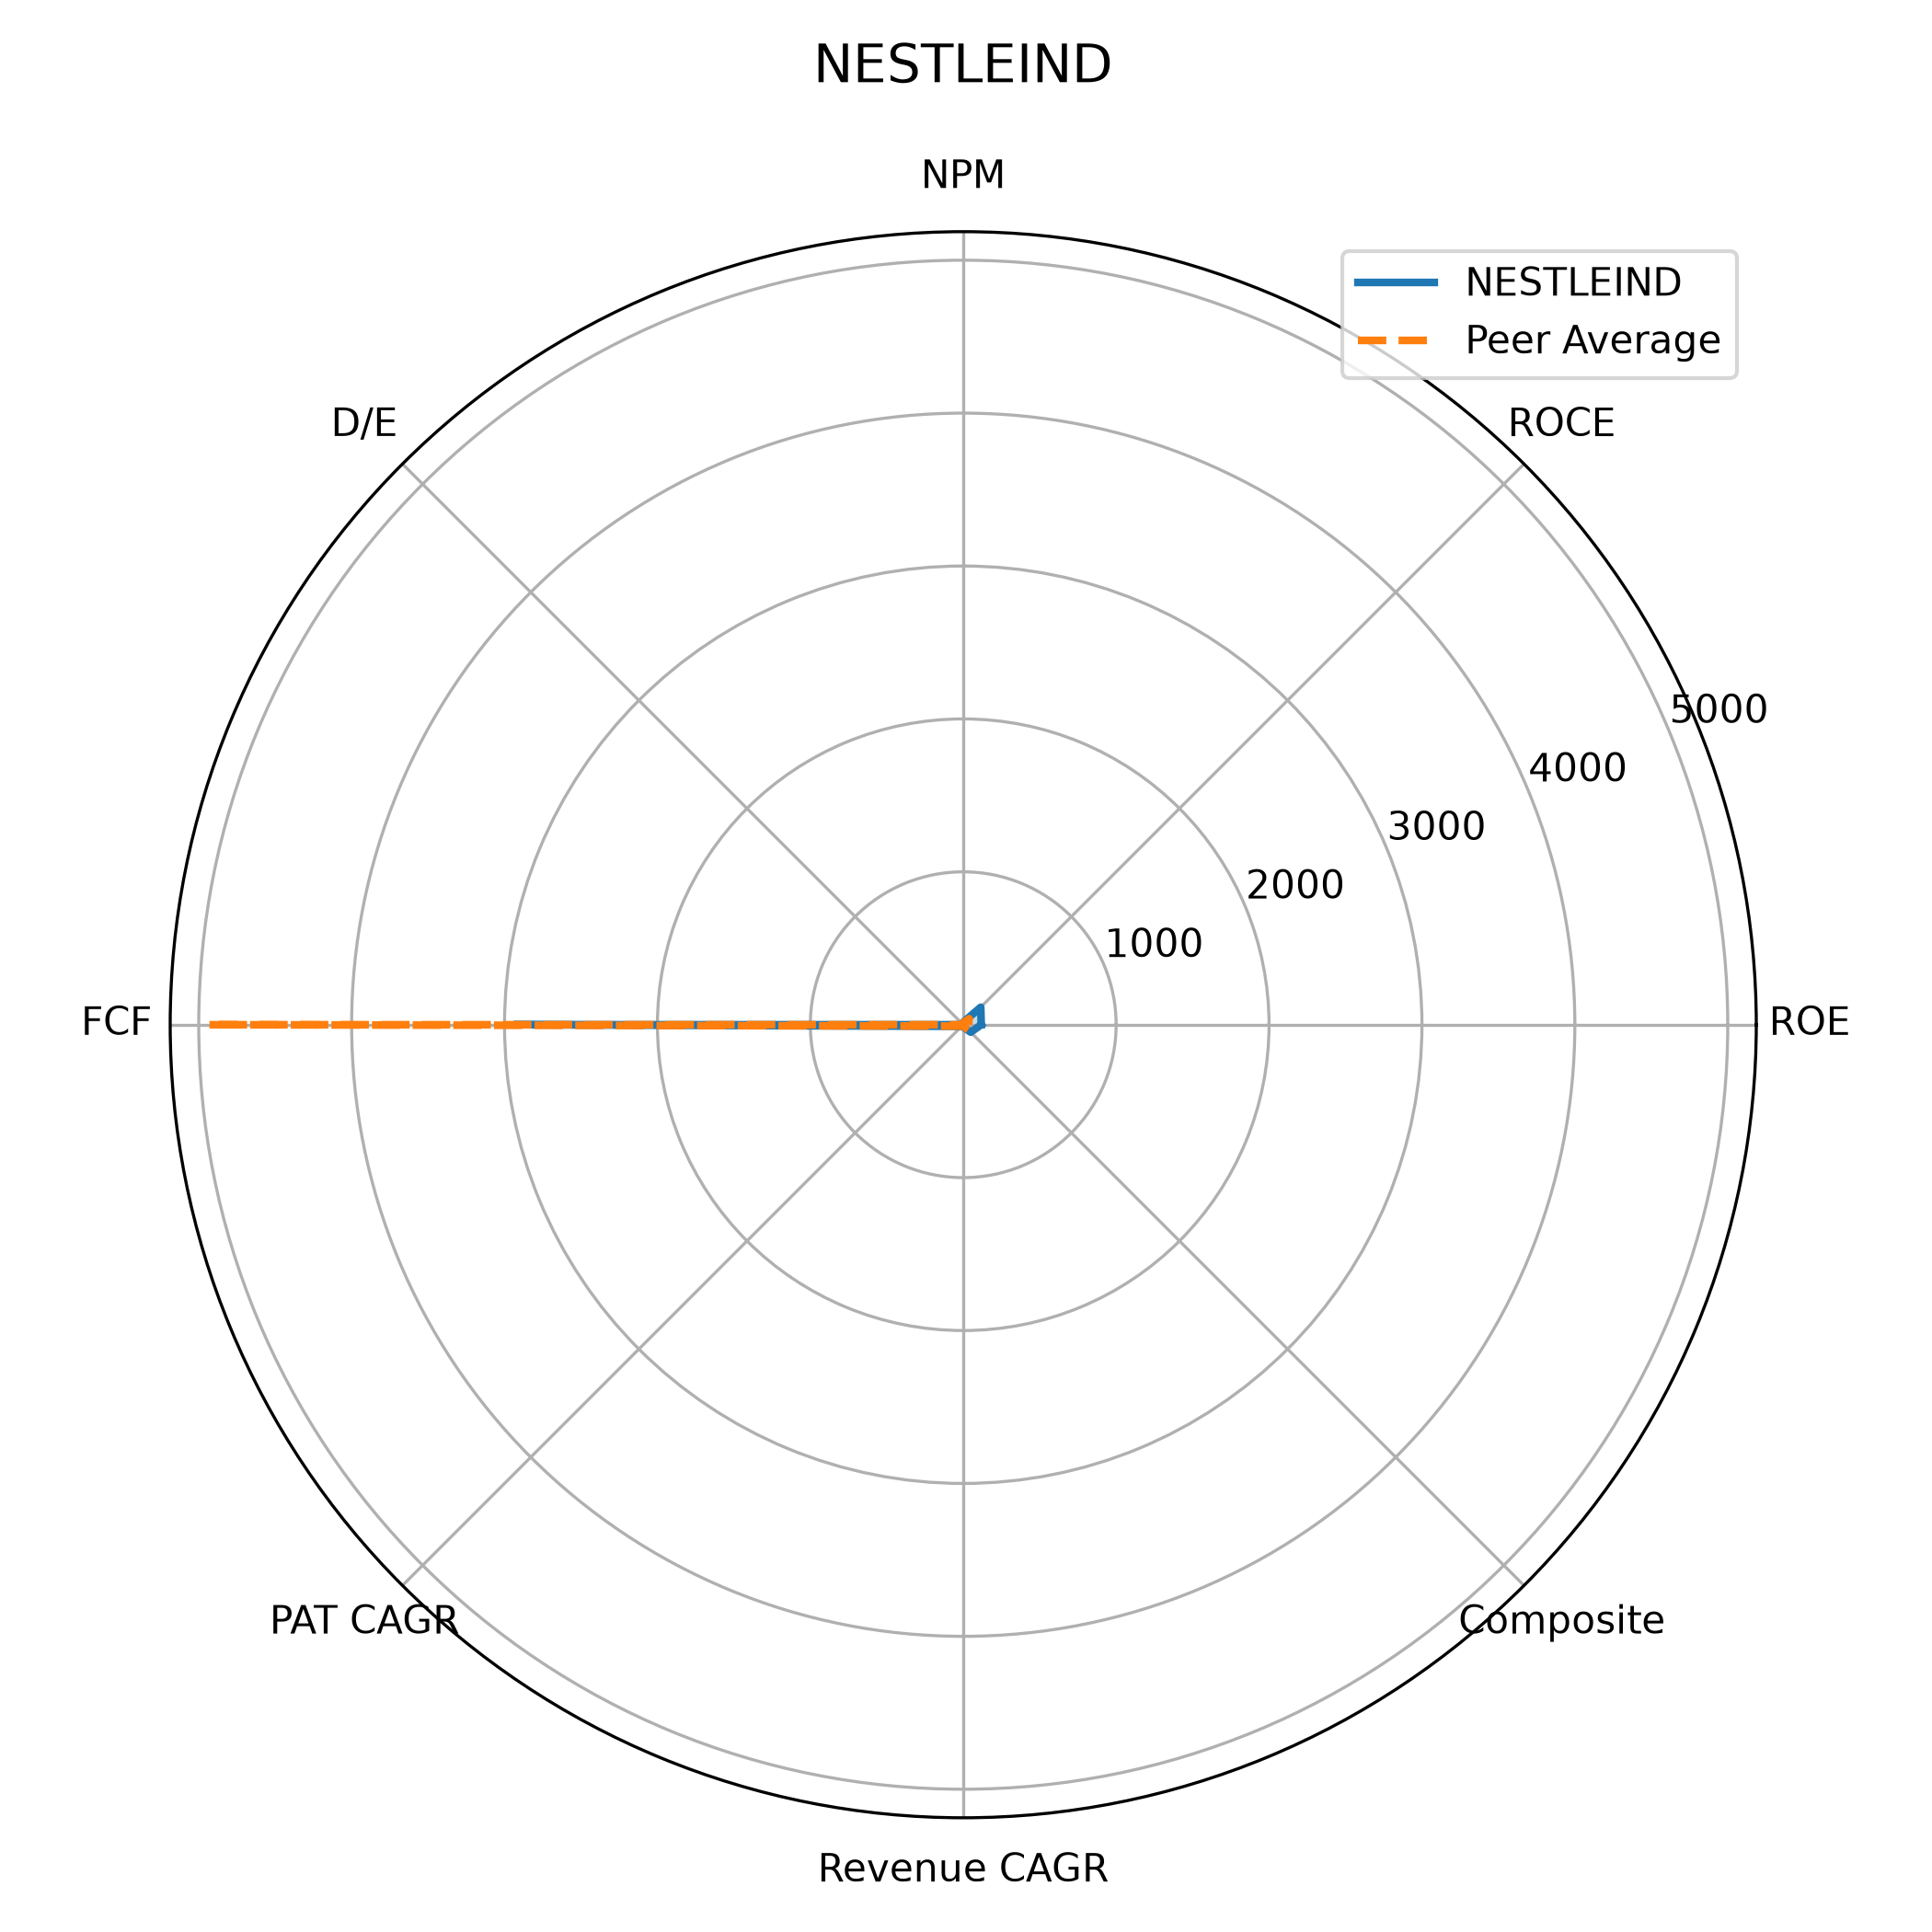 NESTLEIND
NPM
NESTLEIND
Peer Average
D/E
ROCE
5000
4000
3000
2000
1000
FCF
ROE
PAT CAGR
Composite
Revenue CAGR